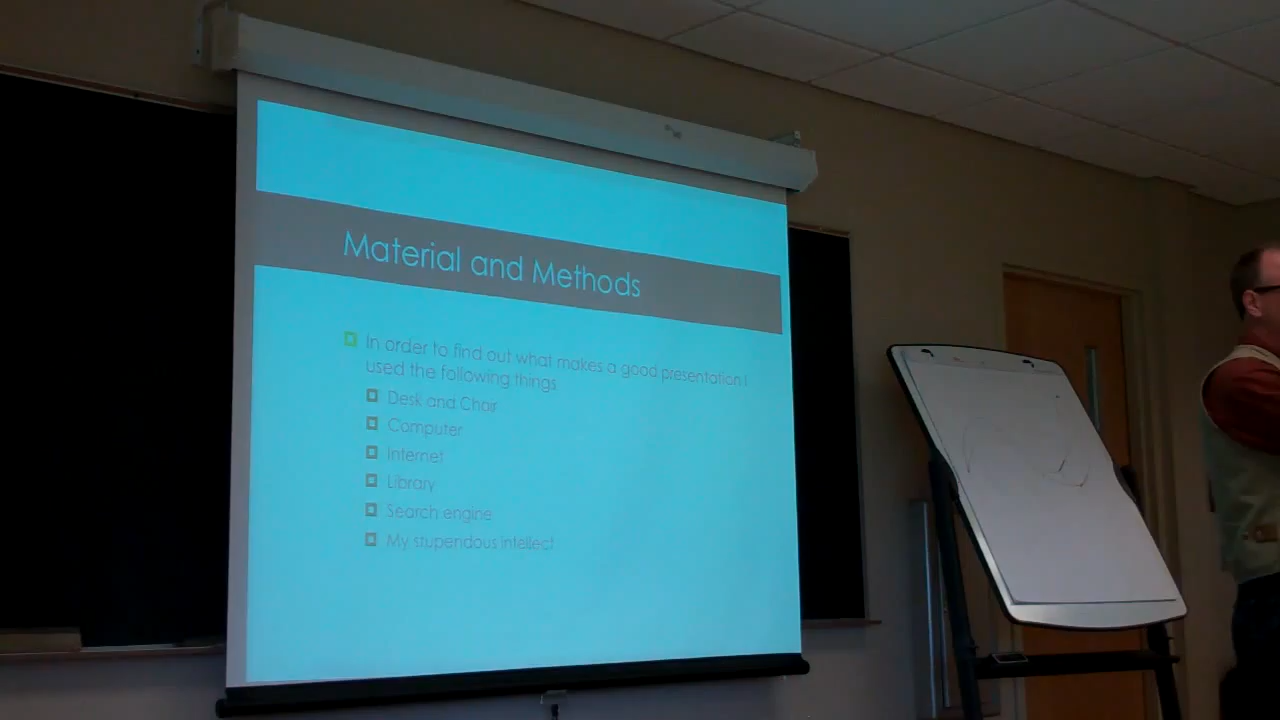 Material and Methods
In order to find out what makes a good presentation I
used the following things
Desk and Chair
Computer
Internet
Library
Search engine
My stupendous intellect